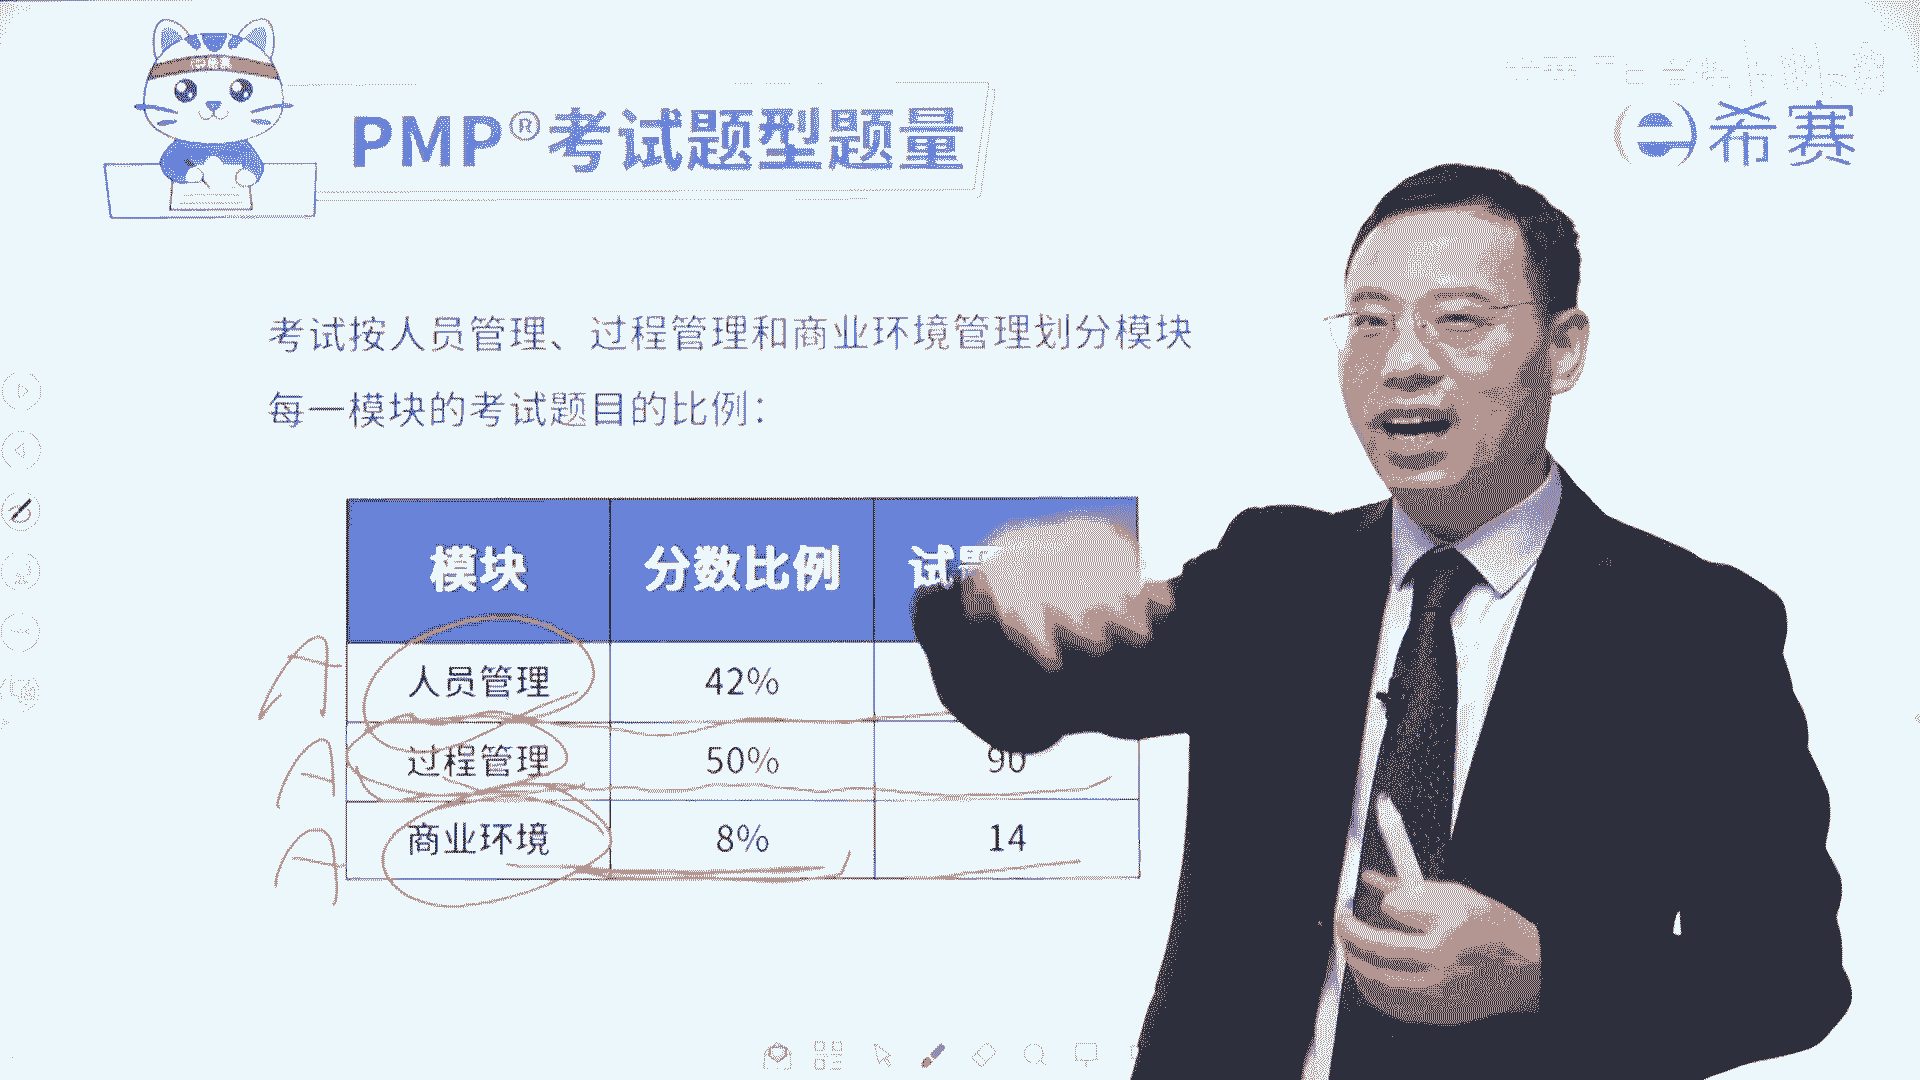 PMP®考试题型题量
希赛
考试按人员管理、过程管理和商业环境管理划分模块
每一模块的考试题目的比例：
模块 分数比例 试题
A 人员管理 42%
A 过程管理 50% 90
A 商业环境 8% 14